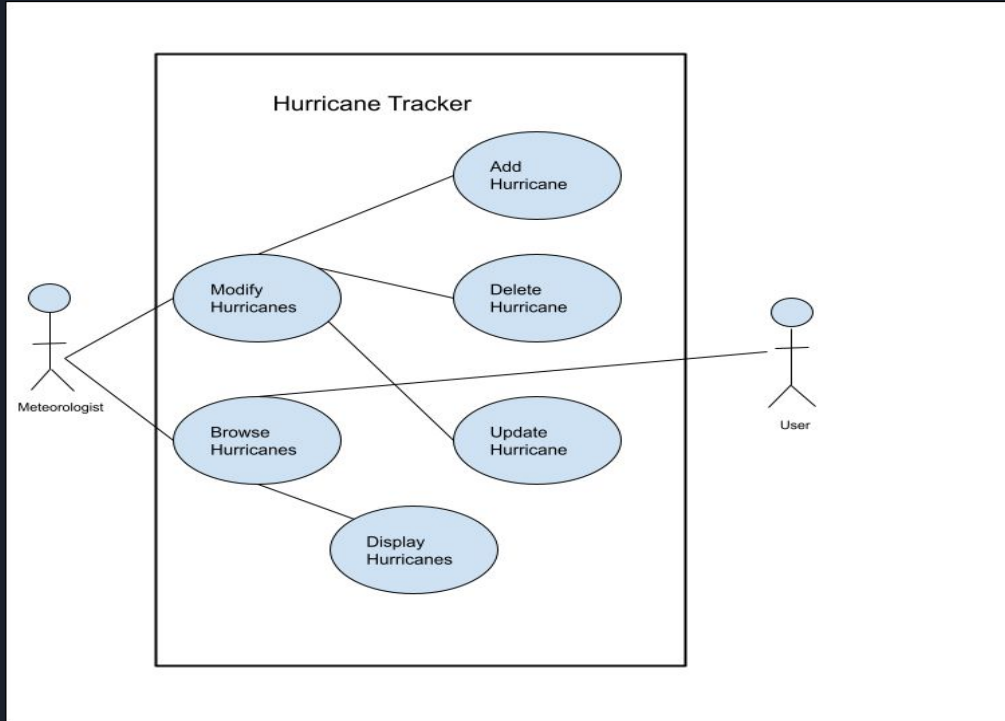 Hurricane Tracker
Add
Hurricane
Modify
Hurricanes
Delete
Hurricane
Meteorologist
User
Browse
Hurricanes
Update
Hurricane
Display
Hurricanes